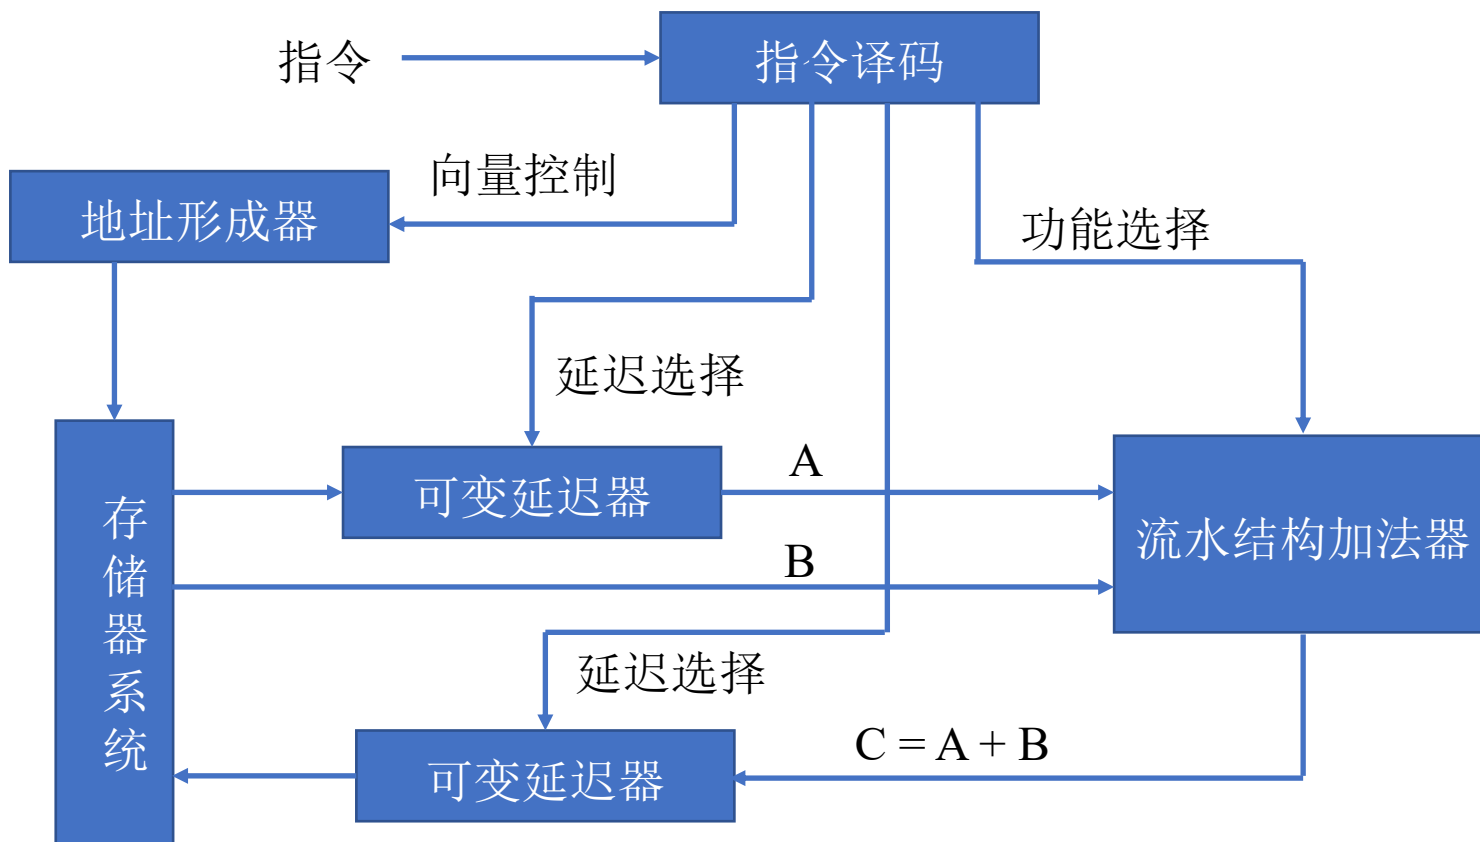 指令
指令译码
向量控制
地址形成器
功能选择
延迟选择
A
可变延迟器
存储器系统
流水结构加法器
B
延迟选择
C = A + B
可变延迟器